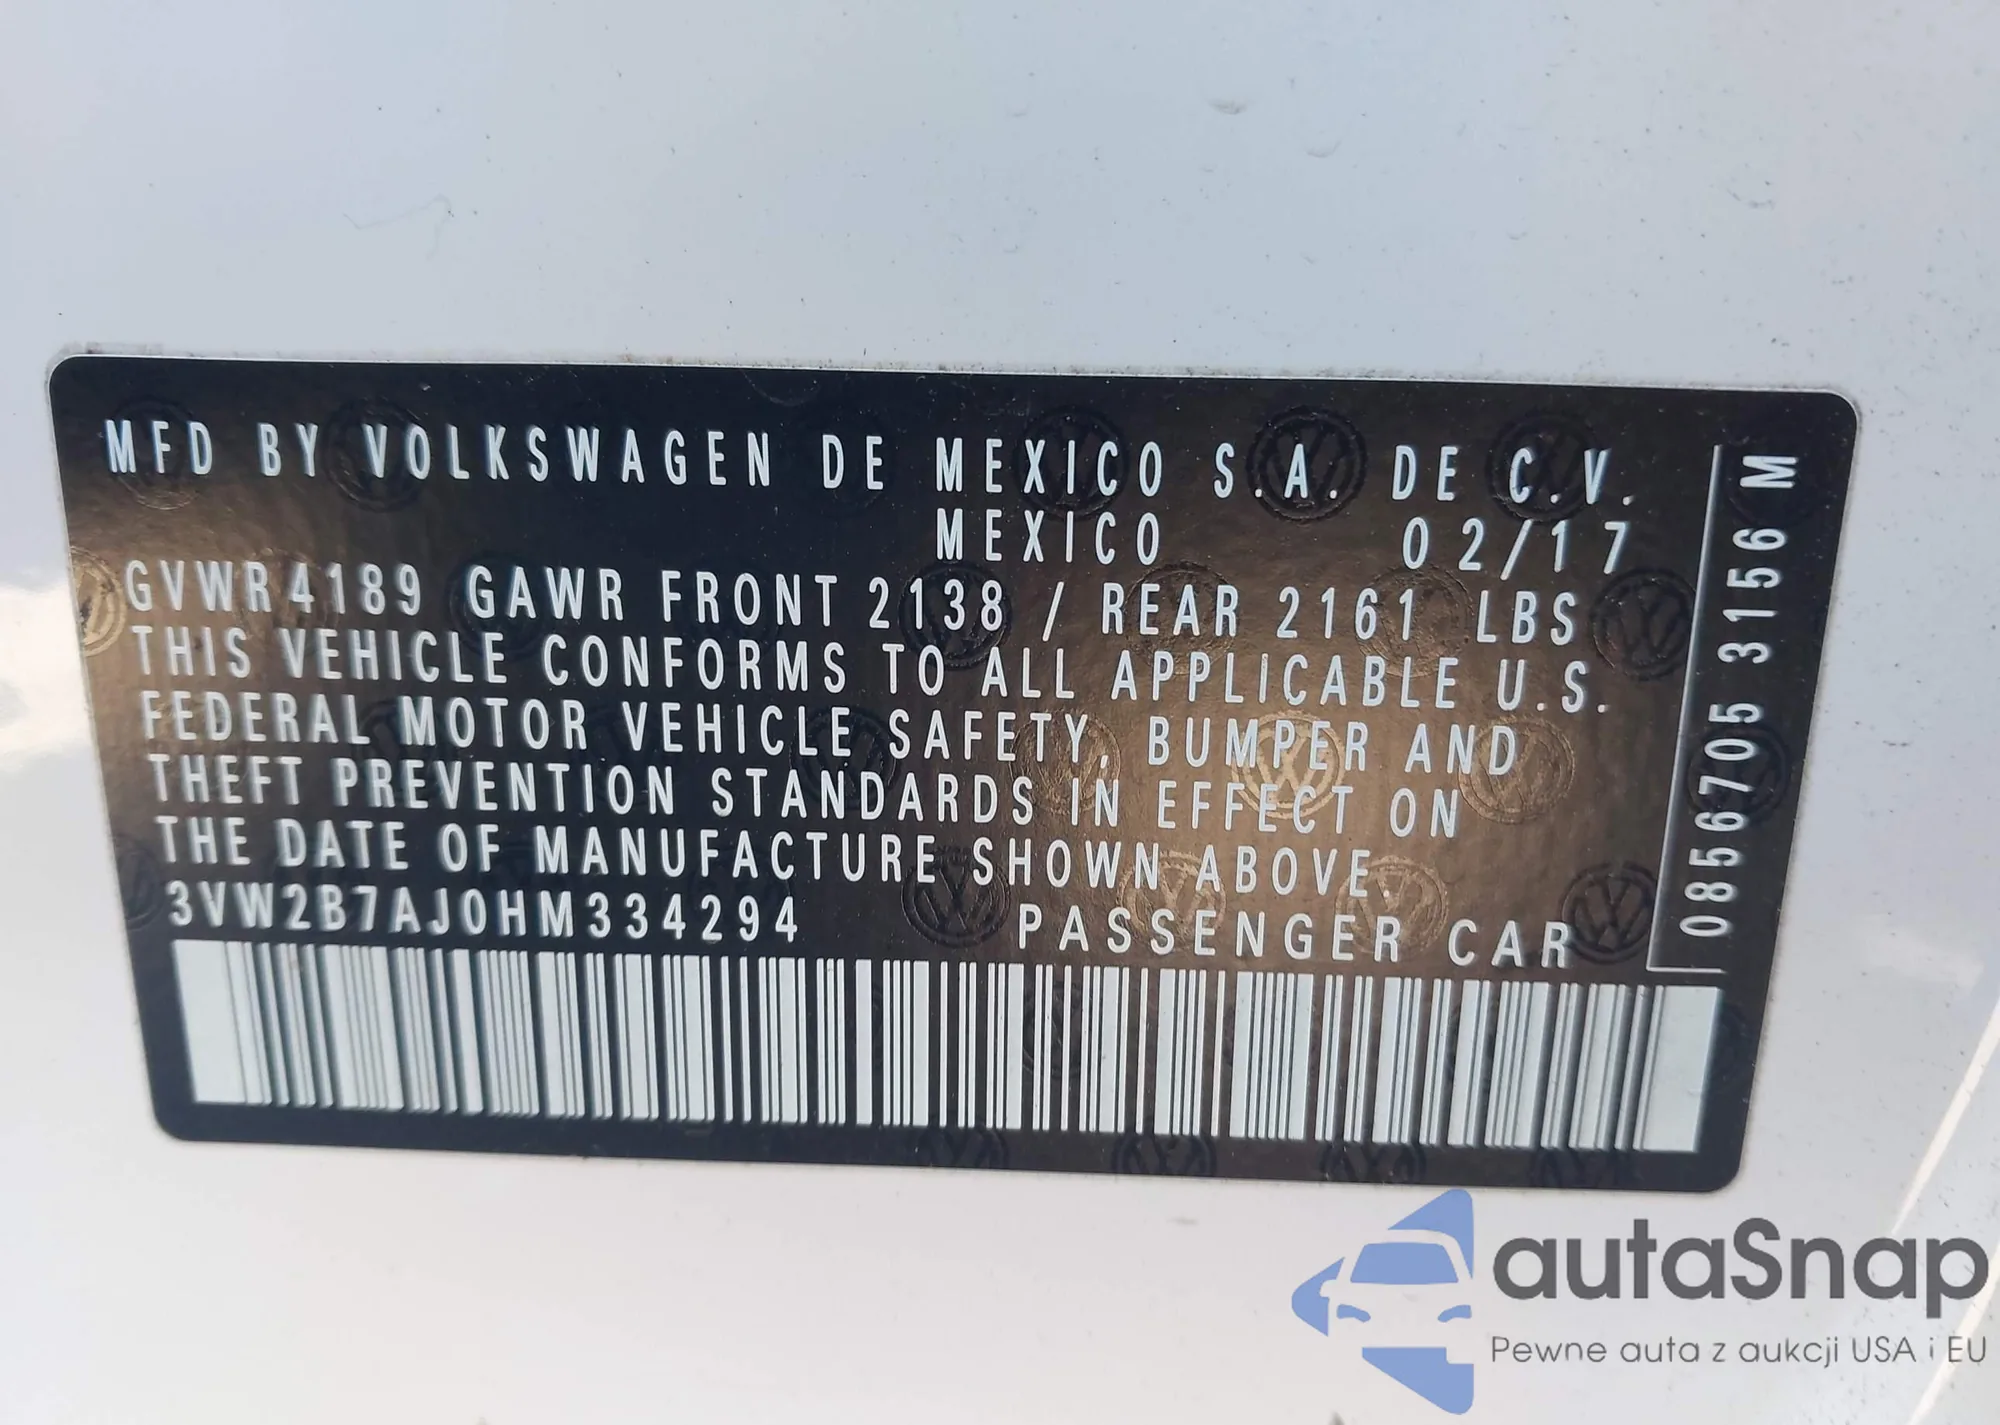 MFD BY VOLKSWAGEN DE MEXICO S.A. DE C.V.
MEXICO 02/17
GVWR 4189 GAWR FRONT 2138 / REAR 2161 LBS
THIS VEHICLE CONFORMS TO ALL APPLICABLE U.S.
FEDERAL MOTOR VEHICLE SAFETY, BUMPER AND
THEFT PREVENTION STANDARDS IN EFFECT ON
THE DATE OF MANUFACTURE SHOWN ABOVE.
3VW2B7AJ0HM334294 PASSENGER CAR
0856705 3156 M
autaSnap
Pewne auta z aukcji USA i EU